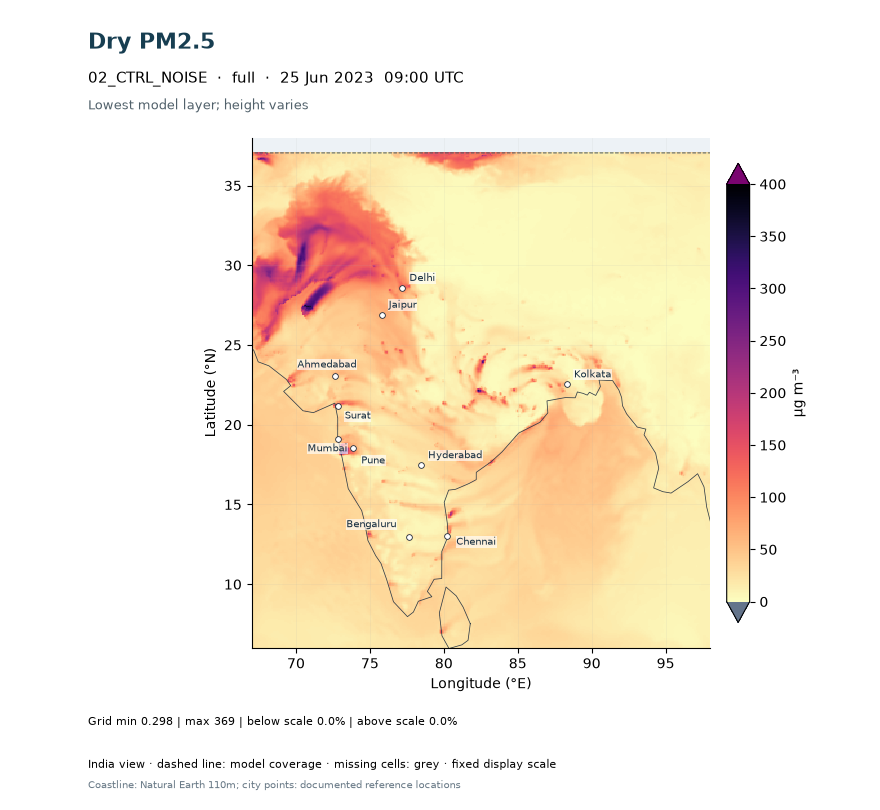 Dry PM2.5
02_CTRL_NOISE · full · 25 Jun 2023 09:00 UTC
Lowest model layer; height varies
35
30
25
20
15
10
Latitude (°N)
70
75
80
85
90
95
Longitude (°E)
Delhi
Jaipur
Ahmedabad
Kolkata
Surat
Mumbai
Pune
Hyderabad
Bengaluru
Chennai
400
350
300
250
200
150
100
50
0
µg m⁻³
Grid min 0.298 | max 369 | below scale 0.0% | above scale 0.0%
India view · dashed line: model coverage · missing cells: grey · fixed display scale
Coastline: Natural Earth 110m; city points: documented reference locations